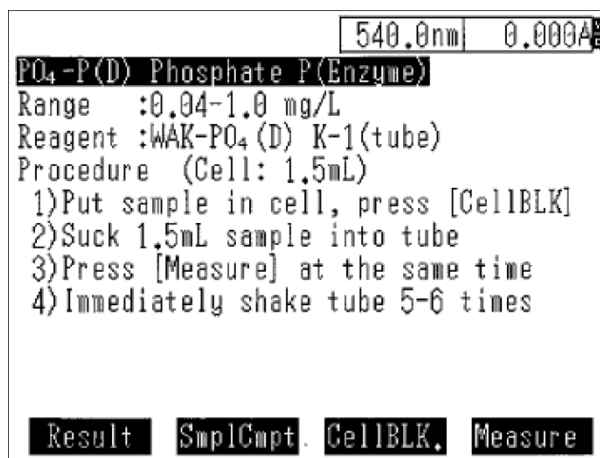 540.0nm 0.000A
PO₄-P(D) Phosphate P(Enzyme)
Range :0.04-1.0 mg/L
Reagent :WAK-PO₄(D) K-1(tube)
Procedure (Cell: 1.5mL)
1)Put sample in cell, press [CellBLK]
2)Suck 1.5mL sample into tube
3)Press [Measure] at the same time
4)Immediately shake tube 5-6 times
Result SmplCmpt. CellBLK. Measure